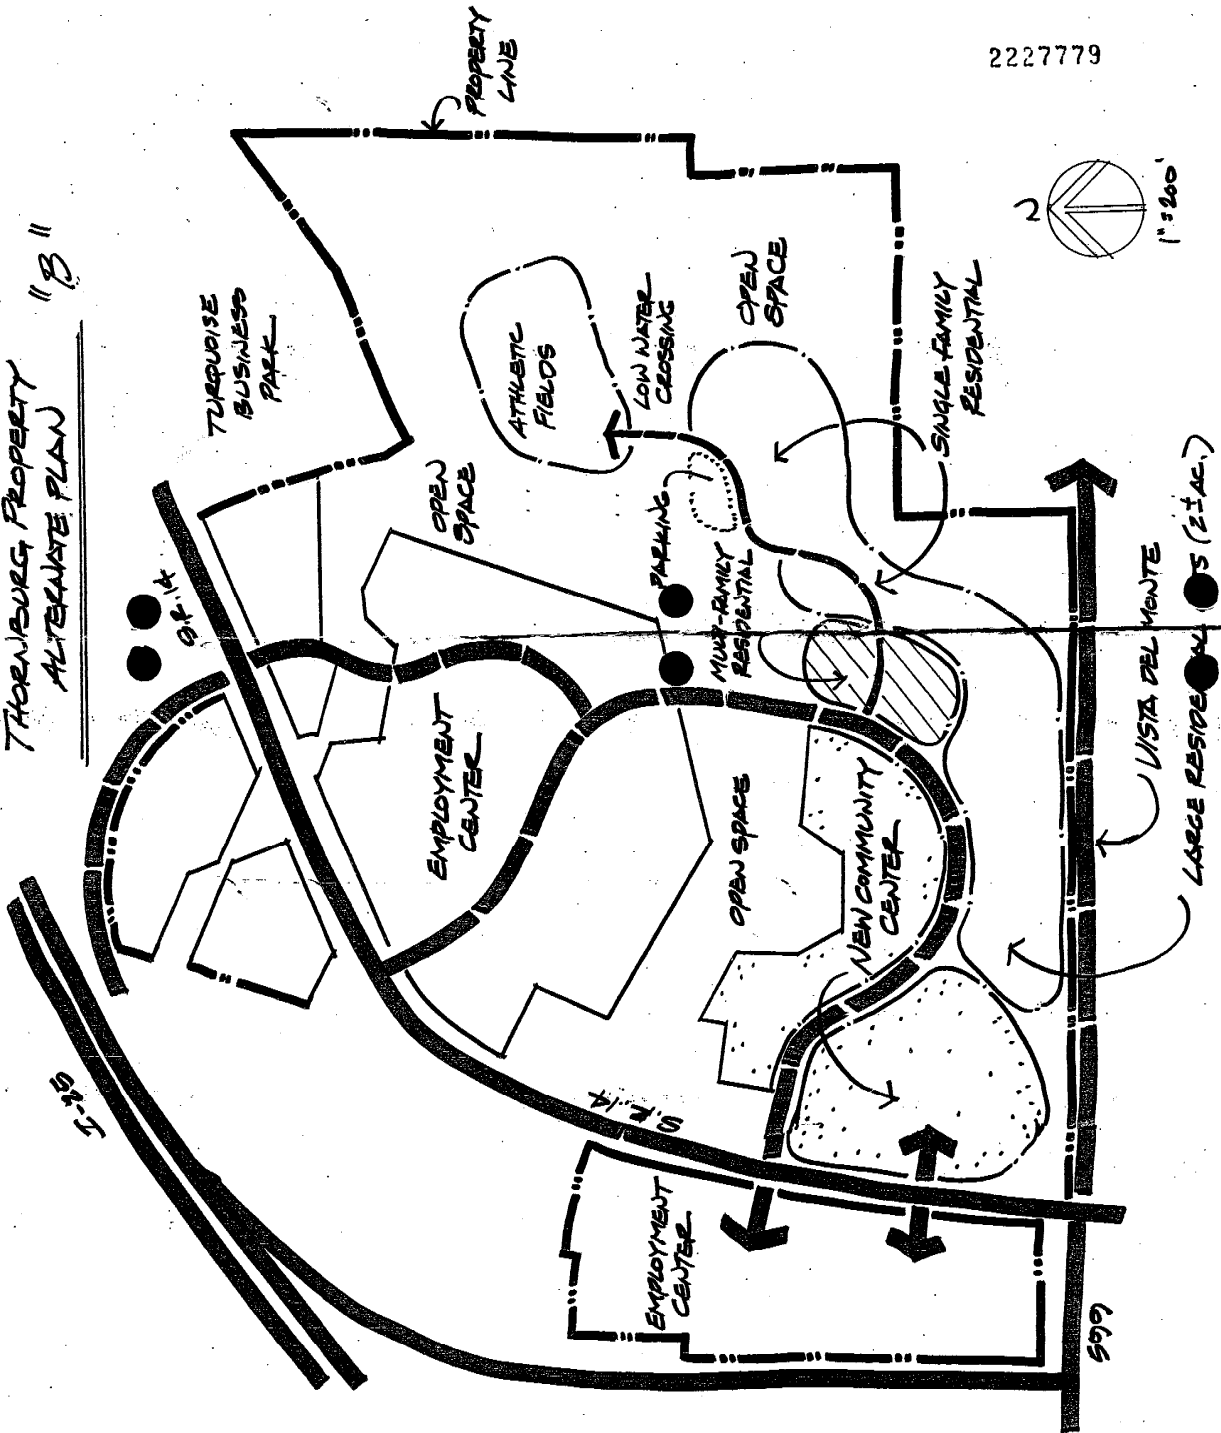 2227779
THORNBURG PROPERTY
ALTERNATE PLAN "B"
PROPERTY
LINE
TURQUOISE
BUSINESS
PARK
S.R. 14
I-25
OPEN
SPACE
ATHLETIC
FIELDS
LOW WATER
CROSSING
OPEN
SPACE
N
1" = 200'
SINGLE FAMILY
RESIDENTIAL
PARKING
MULTI-FAMILY
RESIDENTIAL
EMPLOYMENT
CENTER
OPEN SPACE
NEW COMMUNITY
CENTER
S.R. 14
EMPLOYMENT
CENTER
VISTA DEL MONTE
LARGE (2± AC.)